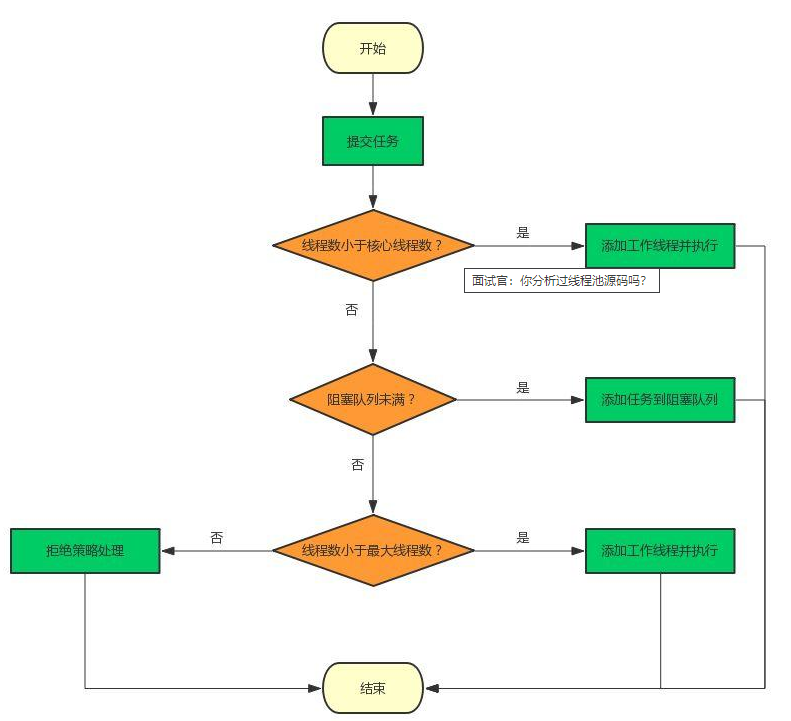 开始
提交任务
线程数小于核心线程数？
是
添加工作线程并执行
面试官：你分析过线程池源码吗？
否
阻塞队列未满？
是
添加任务到阻塞队列
否
拒绝策略处理
否
线程数小于最大线程数？
是
添加工作线程并执行
结束